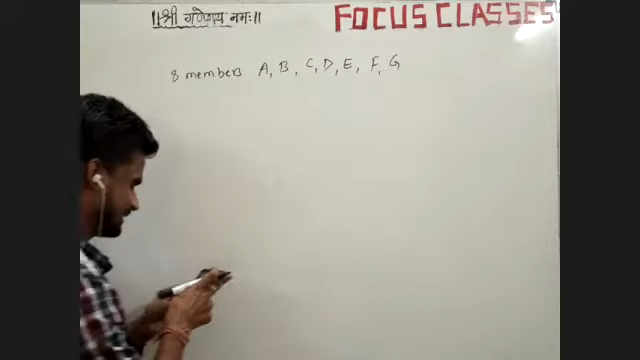 ॥श्री गणेशाय नमः॥
FOCUS CLASSES
8 members A, B, C, D, E, F, G